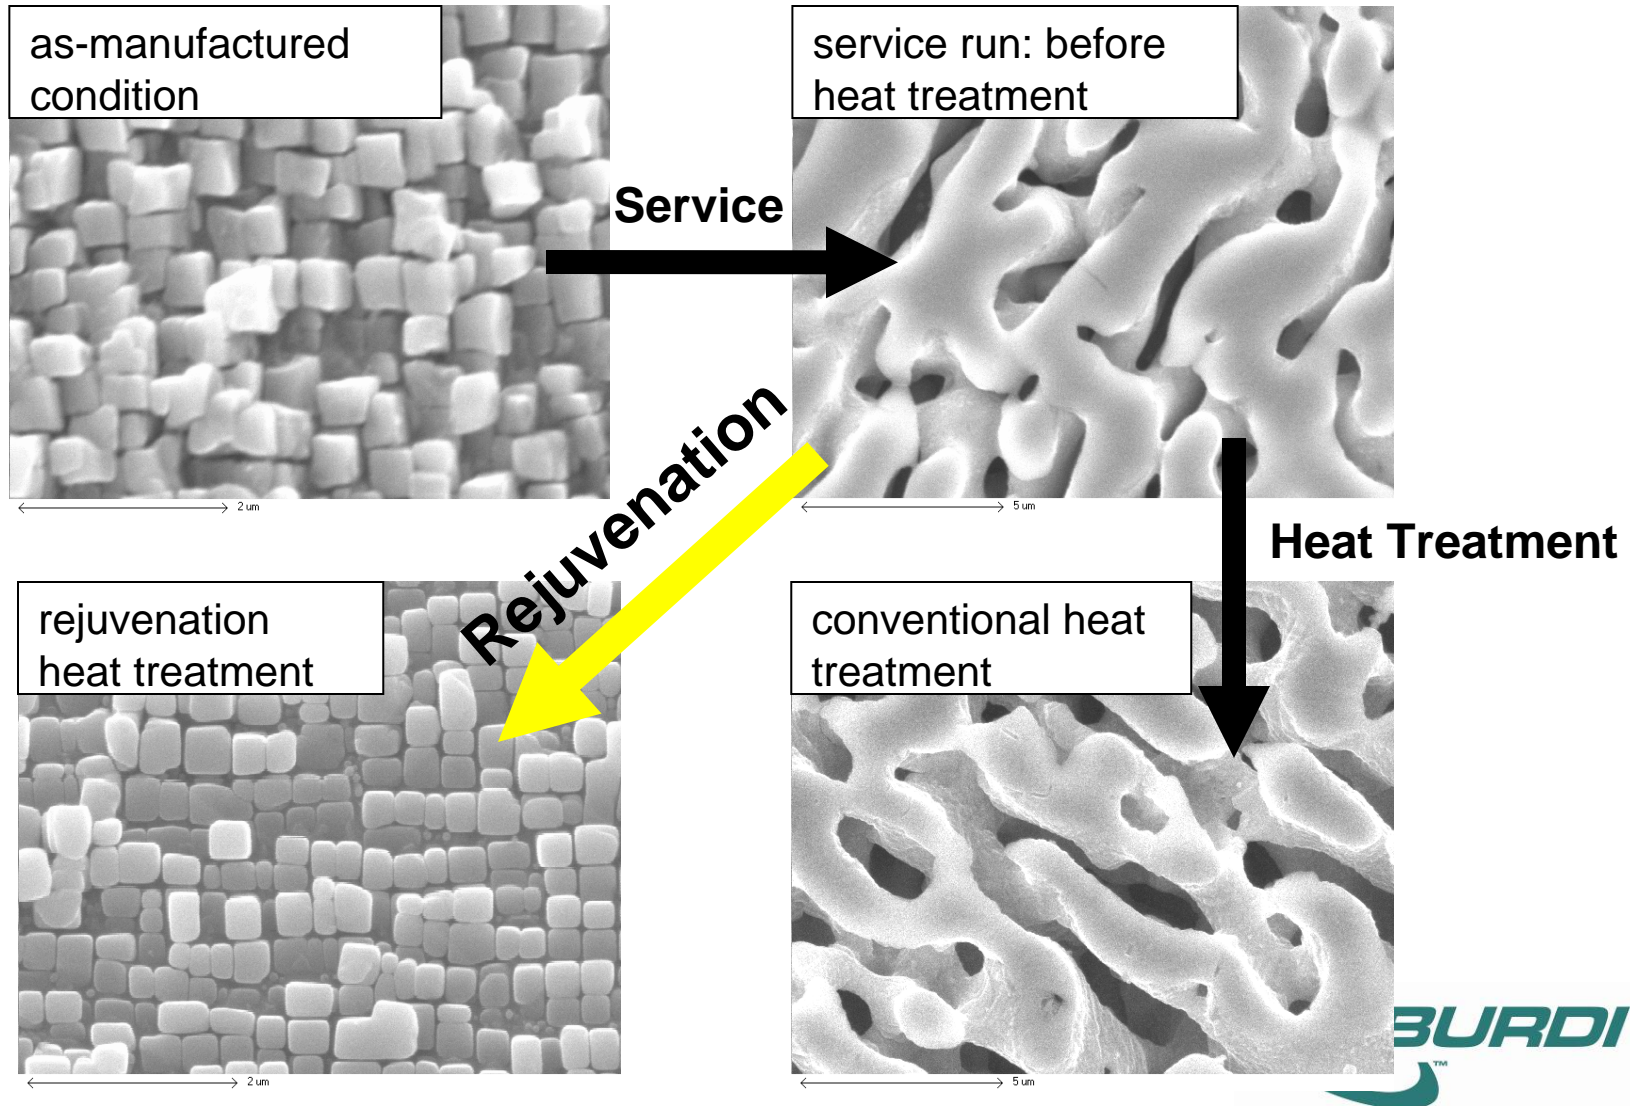 as-manufactured
condition
service run: before
heat treatment
Service
2 um
5 um
Rejuvenation
Heat Treatment
rejuvenation
heat treatment
conventional heat
treatment
BURDI
™
2 um
5 um